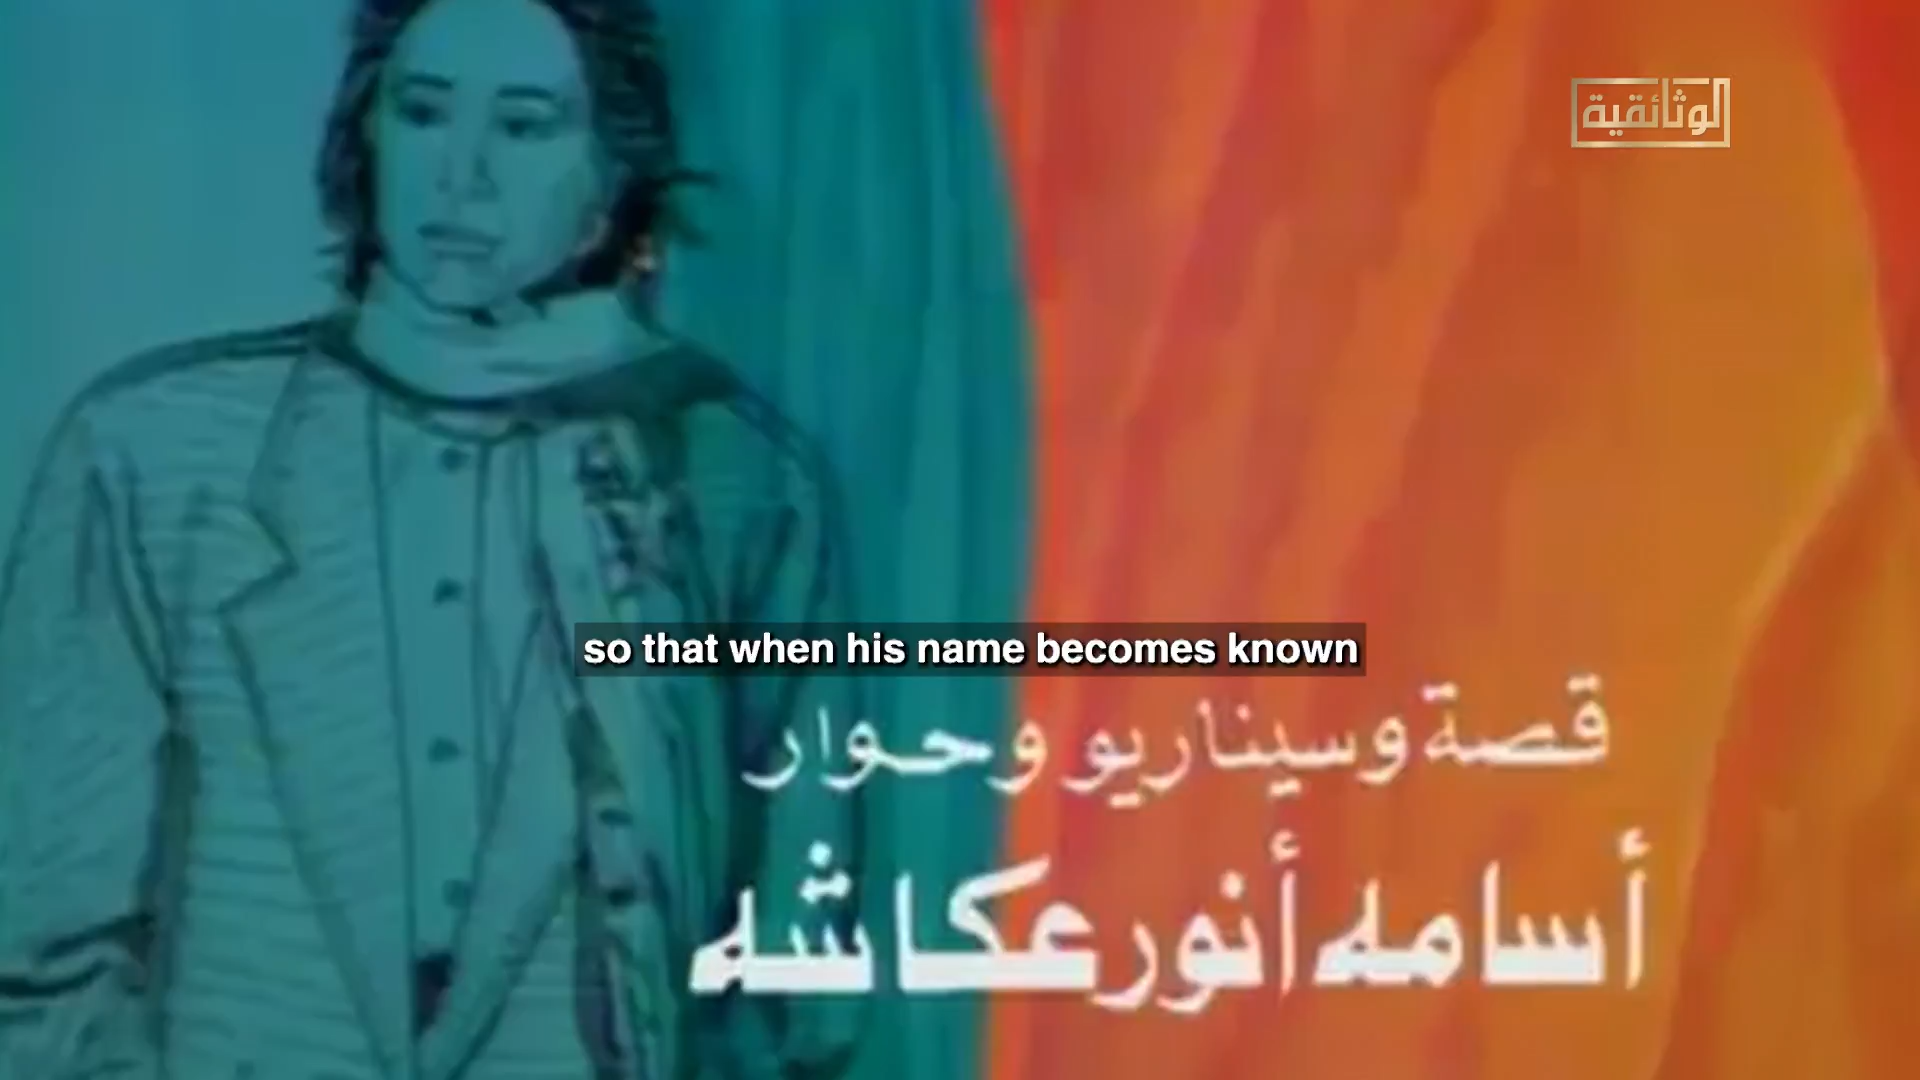 الوثائقية
so that when his name becomes known
قصة وسيناريو وحوار
أسامه أنور عكاشه